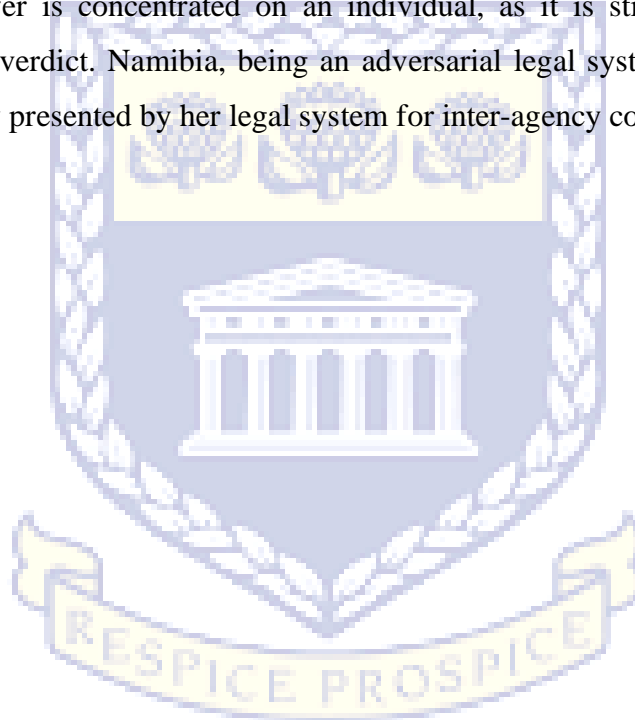 er is concentrated on an individual, as it is sti
verdict. Namibia, being an adversarial legal syst
presented by her legal system for inter-agency co
RESPICE PROSPICE